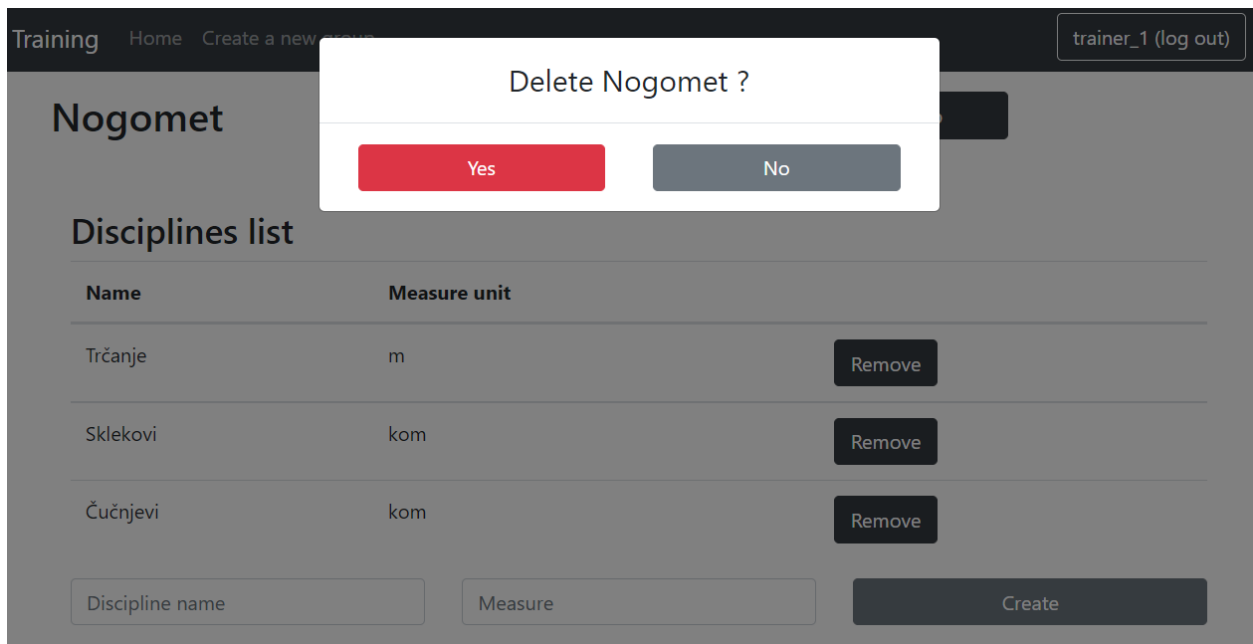 Training Home Create a new group trainer_1 (log out)
Delete Nogomet ?
Nogomet
Yes No
Disciplines list
Name Measure unit
Trčanje m Remove
Sklekovi kom Remove
Čučnjevi kom Remove
Discipline name Measure Create